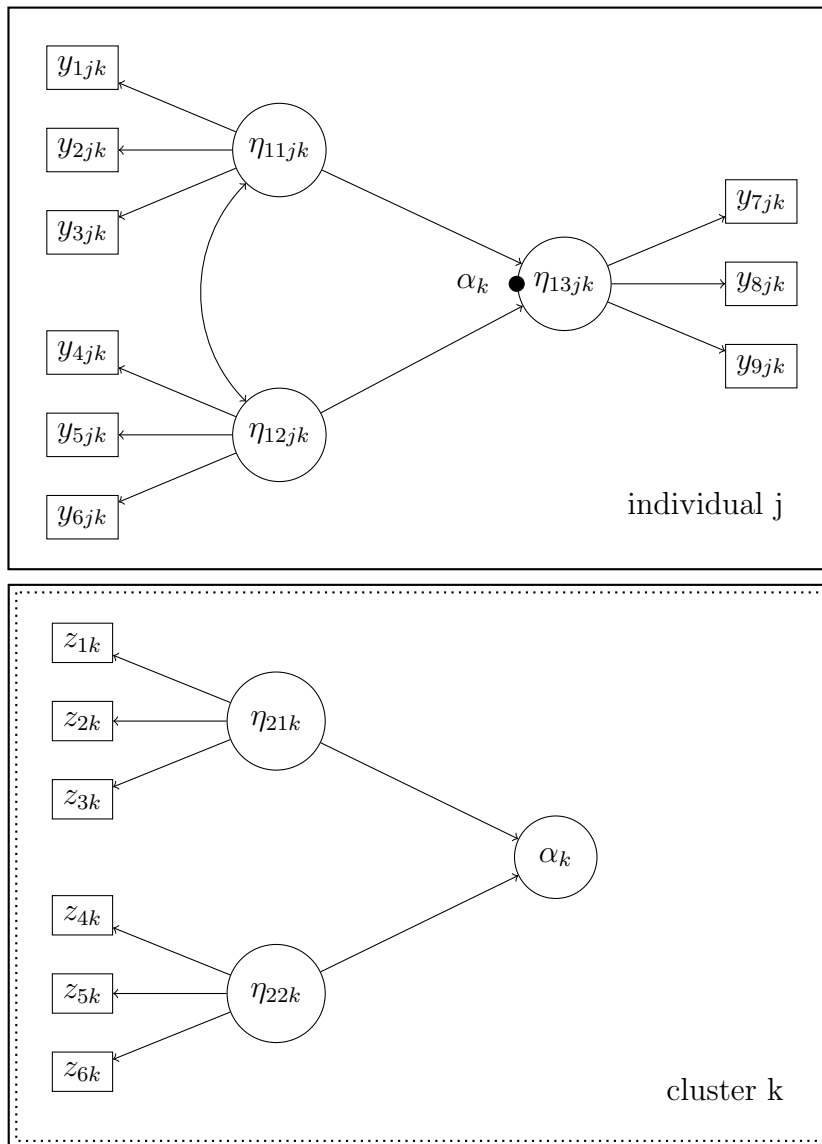 y₁ⱼₖ
y₂ⱼₖ
y₃ⱼₖ
η₁₁ⱼₖ
y₄ⱼₖ
y₅ⱼₖ
y₆ⱼₖ
η₁₂ⱼₖ
αₖ
η₁₃ⱼₖ
y₇ⱼₖ
y₈ⱼₖ
y₉ⱼₖ
individual j
z₁ₖ
z₂ₖ
z₃ₖ
η₂₁ₖ
z₄ₖ
z₅ₖ
z₆ₖ
η₂₂ₖ
αₖ
cluster k